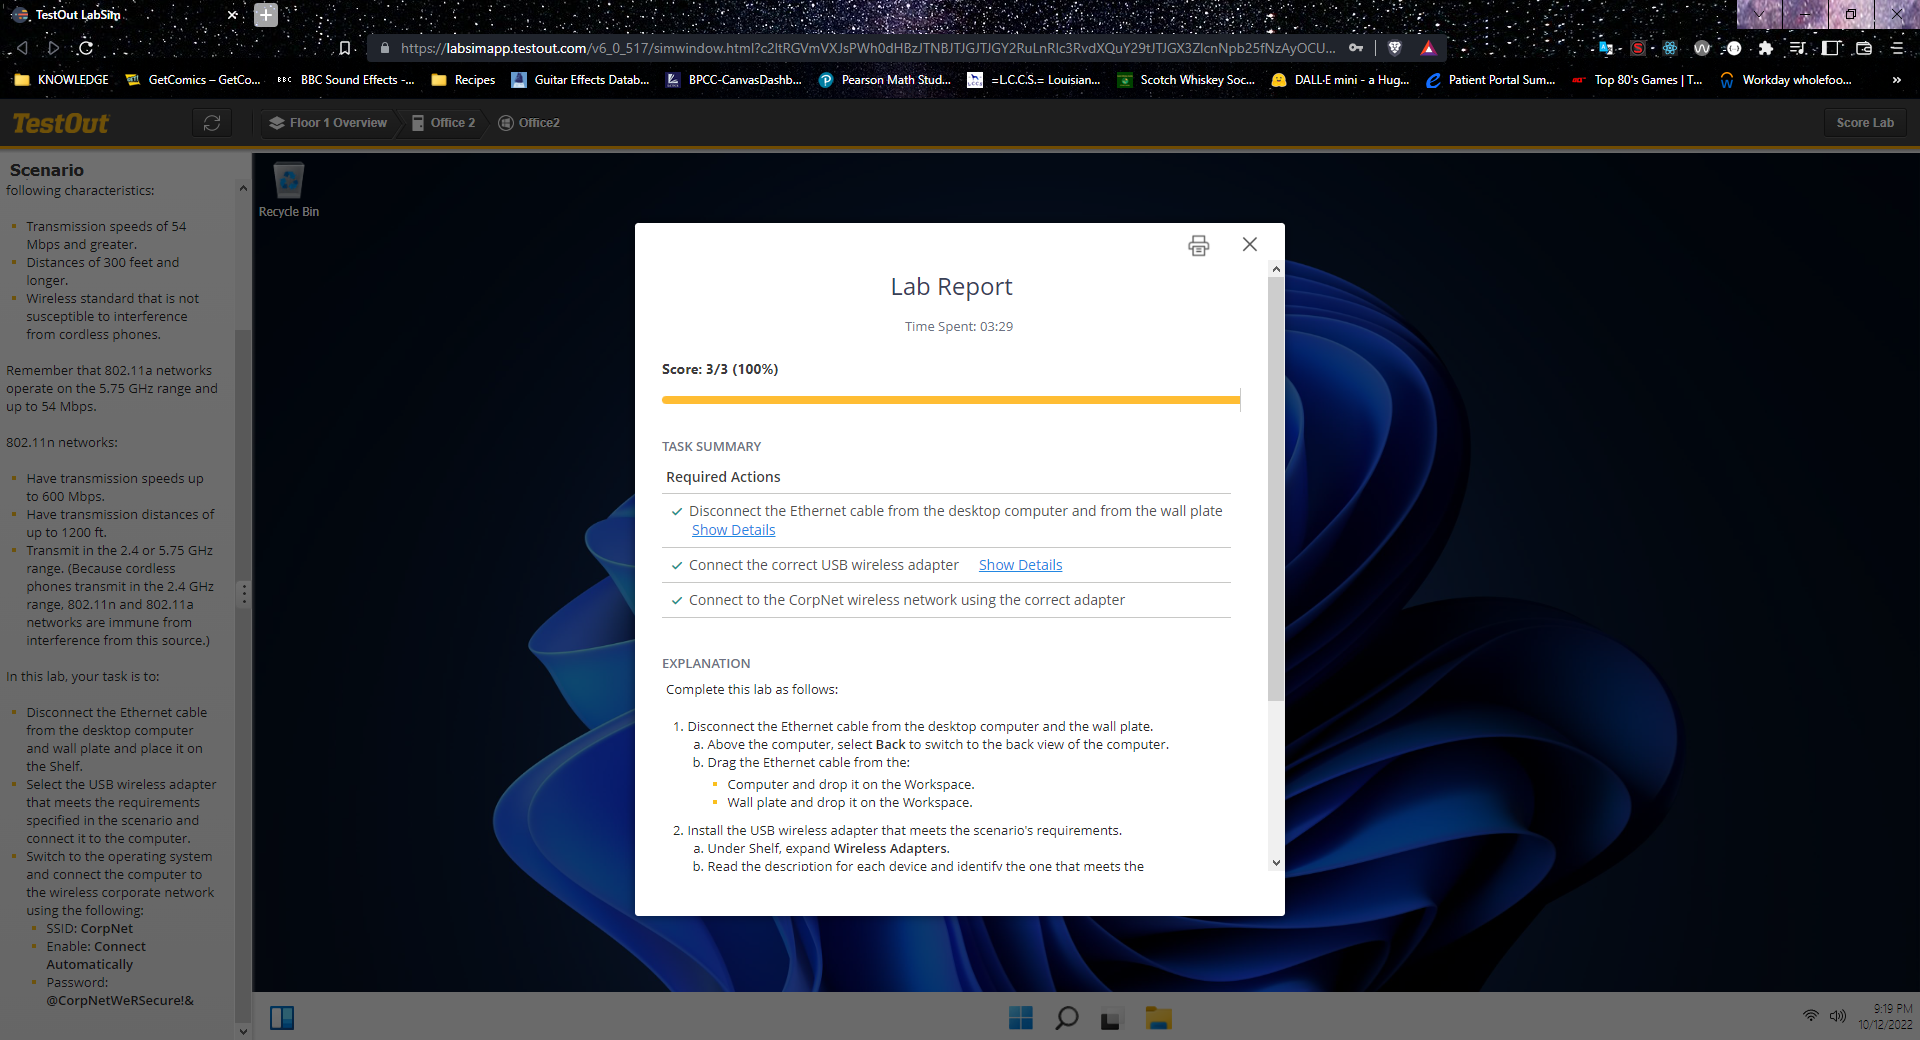 TestOut LabSim
https://labsimapp.testout.com/v6_0_517/simwindow.html?c2ltRGVmVXJsPWh0dHBzJTNBJTJGJTJGY2RuLnRlc3RvdXQuY29tJTJGX3ZlcnNpb25fNzAyOCU...
KNOWLEDGE
GetComics – GetCo...
BBC
BBC Sound Effects -...
Recipes
Guitar Effects Datab...
BPCC-CanvasDashb...
Pearson Math Stud...
=L.C.C.S.= Louisian...
Scotch Whiskey Soc...
DALL·E mini - a Hug...
Patient Portal Sum...
Top 80's Games | T...
Workday wholefoo...
»
TestOut
Floor 1 Overview
Office 2
Office2
Score Lab
Scenario
following characteristics:
Transmission speeds of 54
Mbps and greater.
Distances of 300 feet and
longer.
Wireless standard that is not
susceptible to interference
from cordless phones.
Remember that 802.11a networks
operate on the 5.75 GHz range and
up to 54 Mbps.
802.11n networks:
Have transmission speeds up
to 600 Mbps.
Have transmission distances of
up to 1200 ft.
Transmit in the 2.4 or 5.75 GHz
range. (Because cordless
phones transmit in the 2.4 GHz
range, 802.11n and 802.11a
networks are immune from
interference from this source.)
In this lab, your task is to:
Disconnect the Ethernet cable
from the desktop computer
and wall plate and place it on
the Shelf.
Select the USB wireless adapter
that meets the requirements
specified in the scenario and
connect it to the computer.
Switch to the operating system
and connect the computer to
the wireless corporate network
using the following:
SSID: CorpNet
Enable: Connect
Automatically
Password:
@CorpNetWeRSecure!&
Recycle Bin
Lab Report
Time Spent: 03:29
Score: 3/3 (100%)
TASK SUMMARY
Required Actions
Disconnect the Ethernet cable from the desktop computer and from the wall plate
Show Details
Connect the correct USB wireless adapter Show Details
Connect to the CorpNet wireless network using the correct adapter
EXPLANATION
Complete this lab as follows:
1. Disconnect the Ethernet cable from the desktop computer and the wall plate.
a. Above the computer, select Back to switch to the back view of the computer.
b. Drag the Ethernet cable from the:
Computer and drop it on the Workspace.
Wall plate and drop it on the Workspace.
2. Install the USB wireless adapter that meets the scenario's requirements.
a. Under Shelf, expand Wireless Adapters.
b. Read the description for each device and identify the one that meets the
9:19 PM
10/12/2022